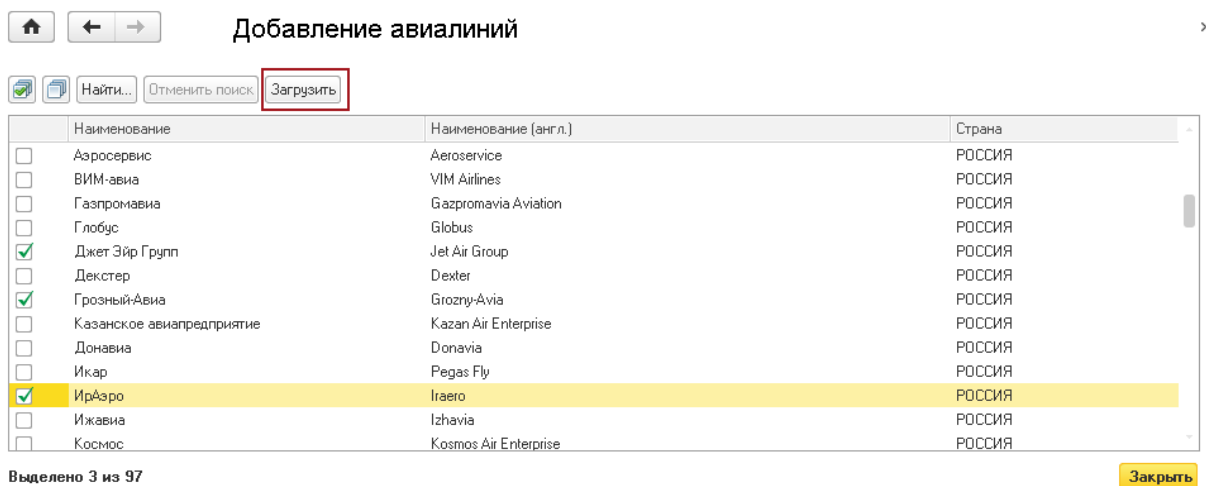 Добавление авиалиний
Найти... Отменить поиск Загрузить
Наименование Наименование (англ.) Страна
Аэросервис Aeroservice РОССИЯ
ВИМ-авиа VIM Airlines РОССИЯ
Газпромавиа Gazpromavia Aviation РОССИЯ
Глобус Globus РОССИЯ
Джет Эйр Групп Jet Air Group РОССИЯ
Декстер Dexter РОССИЯ
Грозный-Авиа Grozny-Avia РОССИЯ
Казанское авиапредприятие Kazan Air Enterprise РОССИЯ
Донавиа Donavia РОССИЯ
Икар Pegas Fly РОССИЯ
ИрАэро Iraero РОССИЯ
Ижавиа Izhavia РОССИЯ
Космос Kosmos Air Enterprise РОССИЯ
Выделено 3 из 97 Закрыть